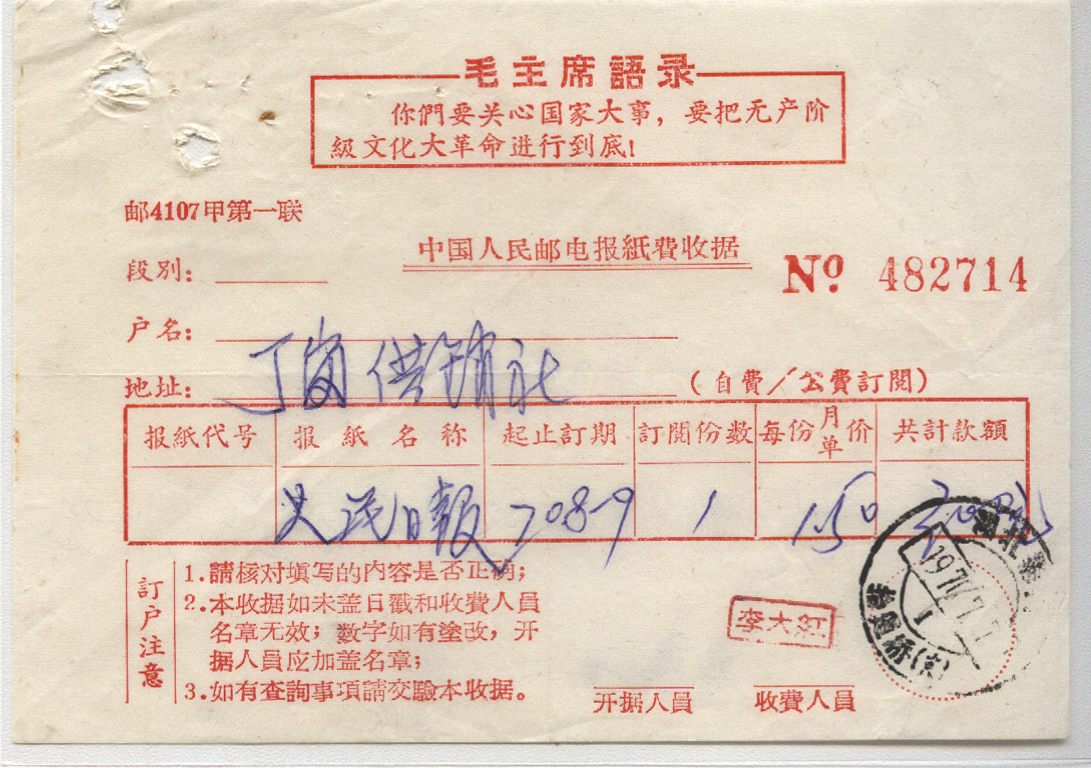 毛主席語录
你們要关心国家大事，要把无产阶
級文化大革命进行到底！
邮4107甲第一联
中国人民邮电报紙費收据
№ 482714
段別：
户名：
地址： 丁岗供销社 （自費／公費訂閱）
报紙代号 报紙名称 起止訂期 訂閱份数 每份月单价 共計款額
人民日報 708-9 1 1.50
訂户注意
1.請核对填写的内容是否正确；
2.本收据如未盖日戳和收費人員
名章无效；数字如有塗改，开
据人員应加盖名章；
3.如有查詢事項請交驗本收据。
李大紅
开据人員 收費人員
湖北